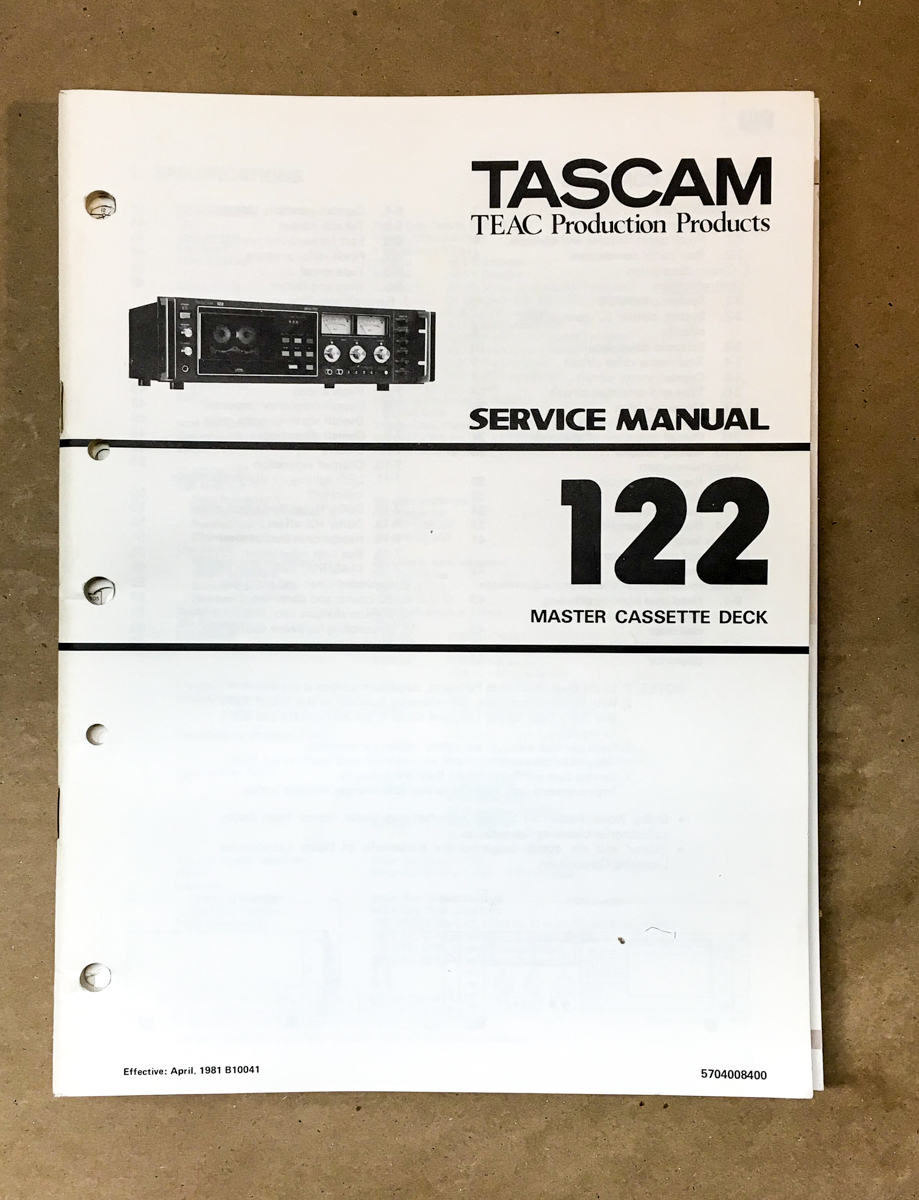 TASCAM
TEAC Production Products
SERVICE MANUAL
122
MASTER CASSETTE DECK
Effective: April, 1981 B10041
5704008400